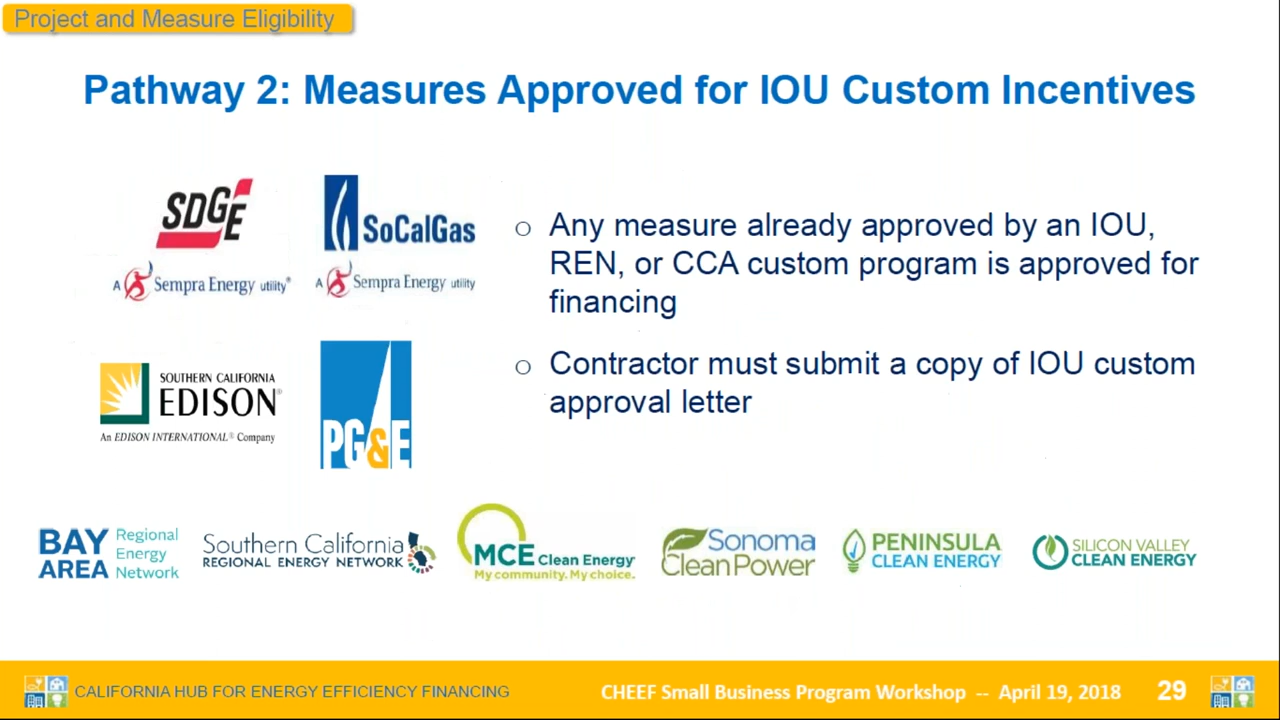 Project and Measure Eligibility
Pathway 2: Measures Approved for IOU Custom Incentives
SDGE
A Sempra Energy utility®
SoCalGas
A Sempra Energy utility
SOUTHERN CALIFORNIA
EDISON®
An EDISON INTERNATIONAL® Company
PG&E
o Any measure already approved by an IOU,
REN, or CCA custom program is approved for
financing
o Contractor must submit a copy of IOU custom
approval letter
BAY AREA
Regional
Energy
Network
Southern California
REGIONAL ENERGY NETWORK
MCE Clean Energy
My community. My choice.
Sonoma
Clean Power
PENINSULA
CLEAN ENERGY
SILICON VALLEY
CLEAN ENERGY
CALIFORNIA HUB FOR ENERGY EFFICIENCY FINANCING
CHEEF Small Business Program Workshop -- April 19, 2018
29